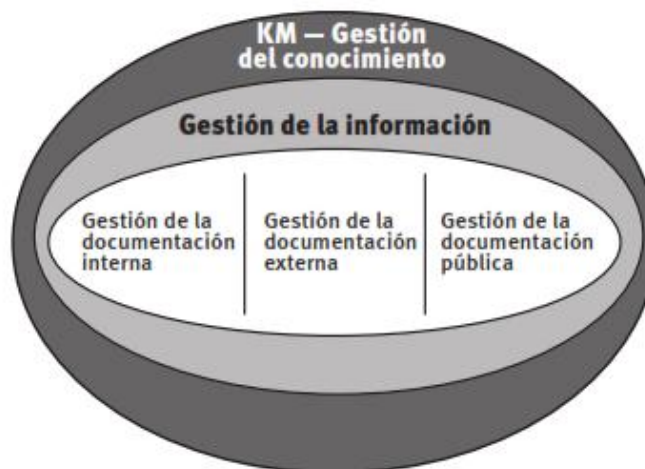 KM — Gestión
del conocimiento
Gestión de la información
Gestión de la
documentación
interna
Gestión de la
documentación
externa
Gestión de la
documentación
pública